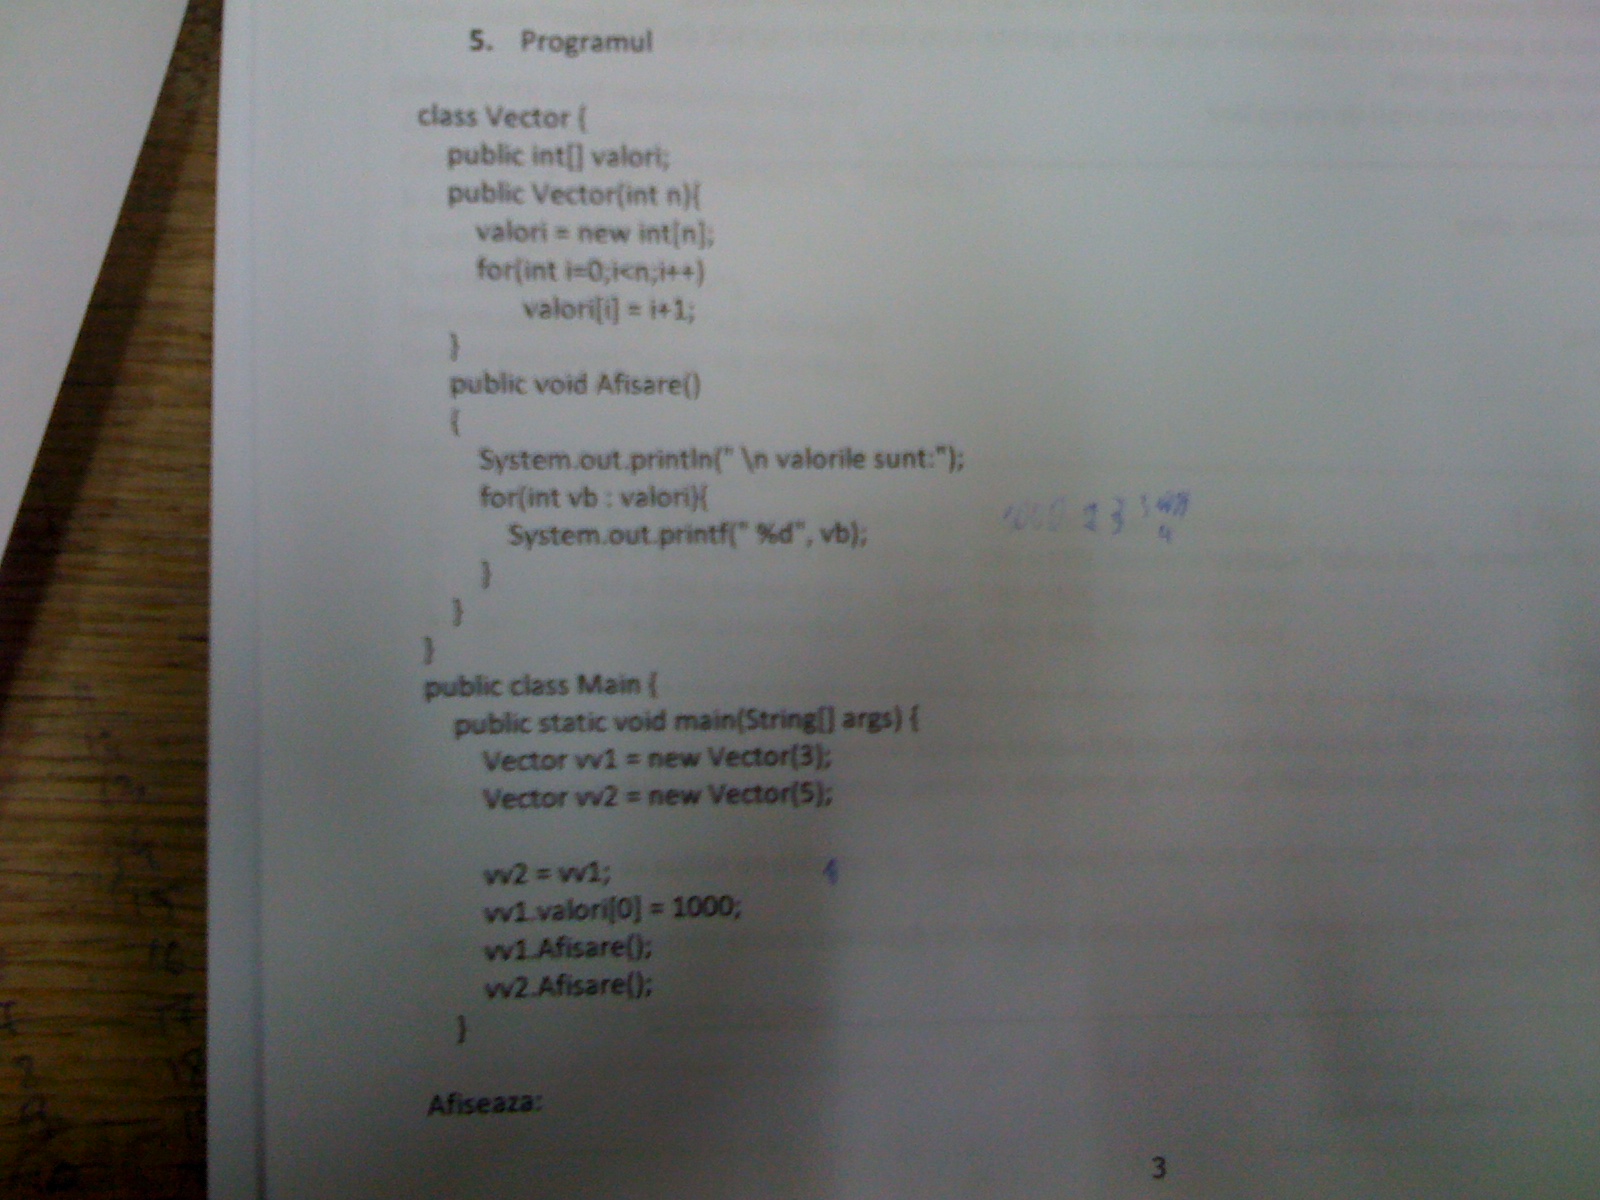 5. Programul
class Vector {
public int[] valori;
public Vector(int n){
valori = new int[n];
for(int i=0;i<n;i++)
valori[i] = i+1;
}
public void Afisare()
{
System.out.println(" \n valorile sunt:");
for(int vb : valori){
1000 2 3
System.out.printf(" %d", vb);
4
}
}
}
public class Main {
public static void main(String[] args) {
Vector vv1 = new Vector(3);
Vector vv2 = new Vector(5);
vv2 = vv1;
vv1.valori[0] = 1000;
vv1.Afisare();
vv2.Afisare();
}
Afiseaza:
3
17
18